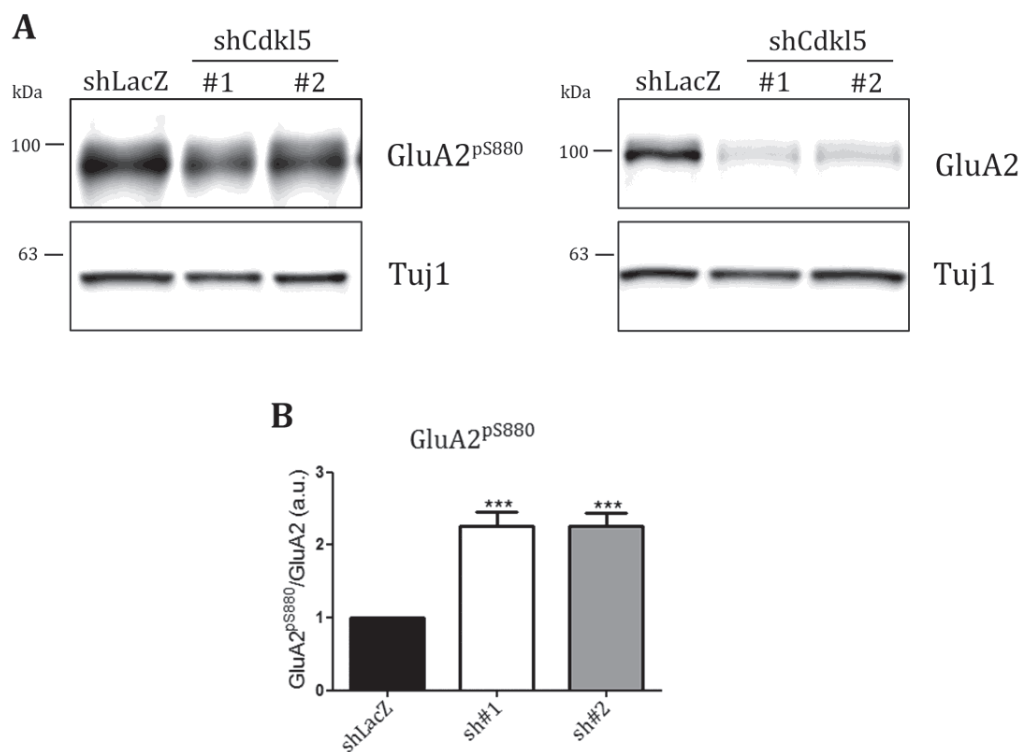 A
shCdkl5
shLacZ #1 #2
kDa
100
GluA2pS880
63
Tuj1
shCdkl5
shLacZ #1 #2
kDa
100
GluA2
63
Tuj1
B
GluA2pS880
GluA2pS880/GluA2 (a.u.)
3
2
1
0
*** ***
shLacZ sh#1 sh#2